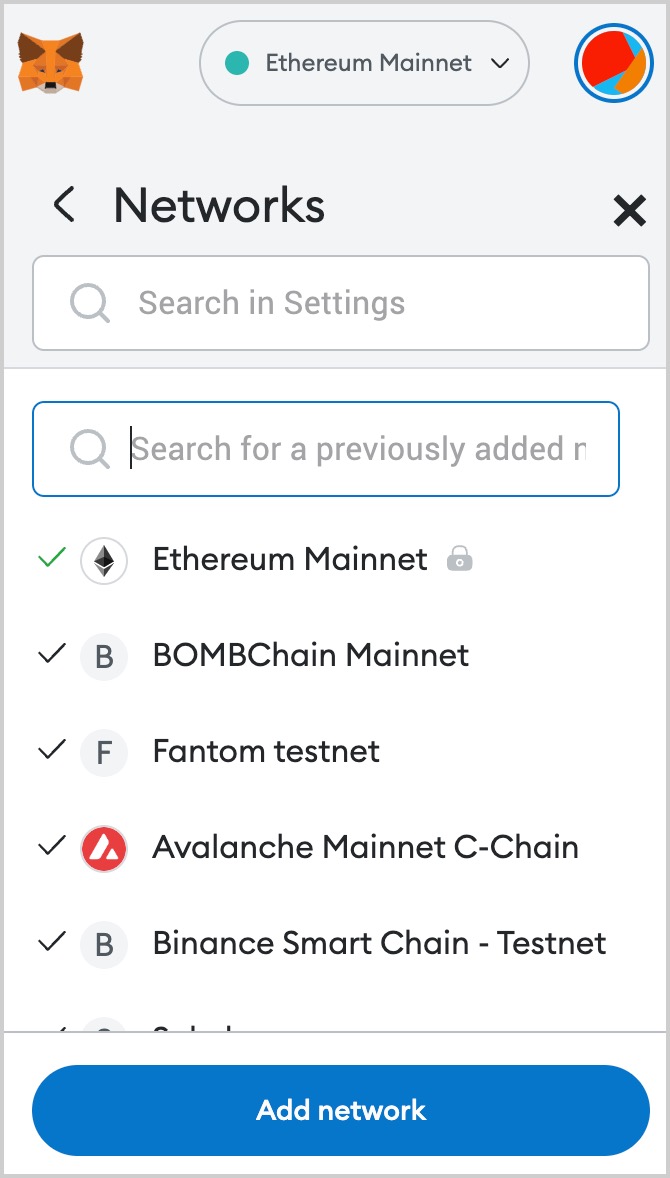 Ethereum Mainnet
Networks
Search in Settings
Search for a previously added n
Ethereum Mainnet
B BOMBChain Mainnet
F Fantom testnet
Avalanche Mainnet C-Chain
B Binance Smart Chain - Testnet
Add network